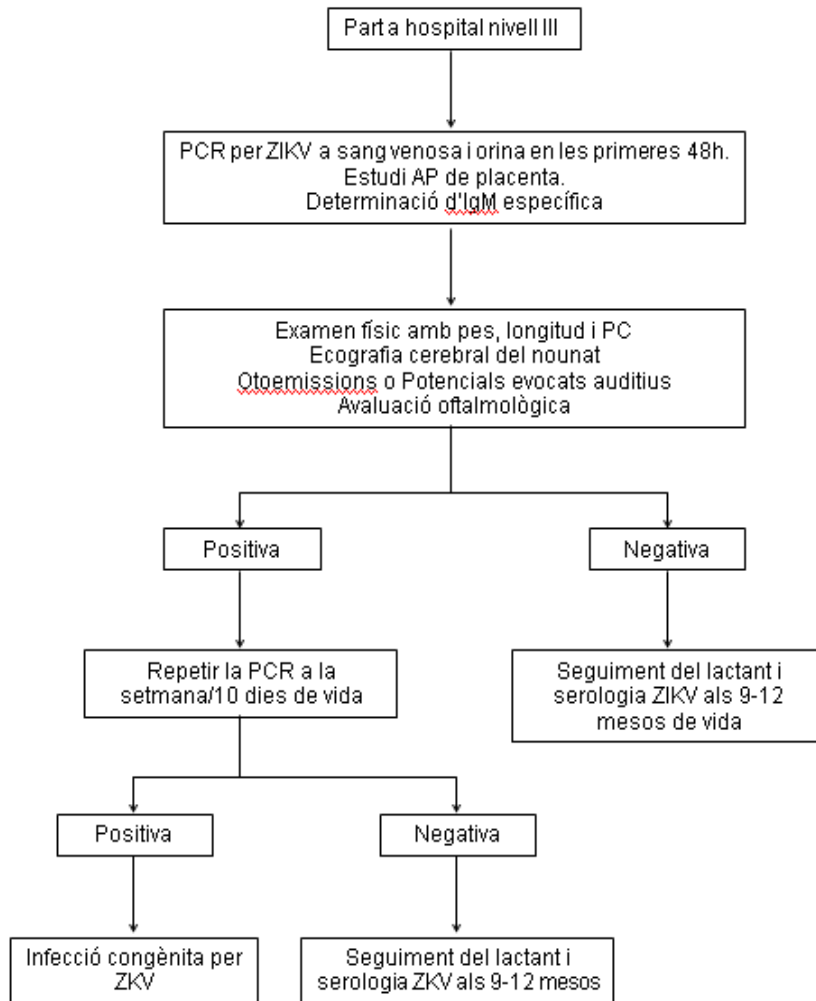 Part a hospital nivell III
PCR per ZIKV a sang venosa i orina en les primeres 48h.
Estudi AP de placenta.
Determinació d'IgM específica
Examen físic amb pes, longitud i PC
Ecografia cerebral del nounat
Otoemissions o Potencials evocats auditius
Avaluació oftalmològica
Positiva
Negativa
Repetir la PCR a la
setmana/10 dies de vida
Seguiment del lactant i
serologia ZIKV als 9-12
mesos de vida
Positiva
Negativa
Infecció congènita per
ZKV
Seguiment del lactant i
serologia ZKV als 9-12 mesos